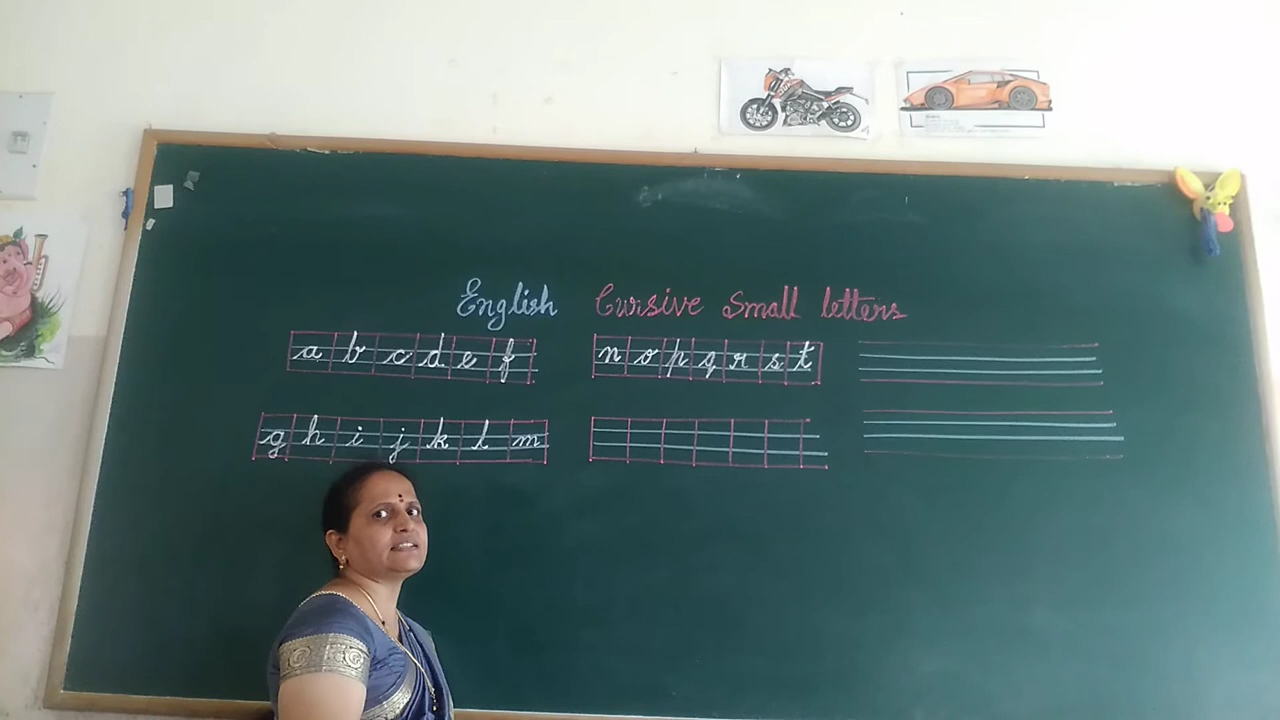 English Cursive Small letters
a b c d e f
n o p q r s t
g h i j k l m